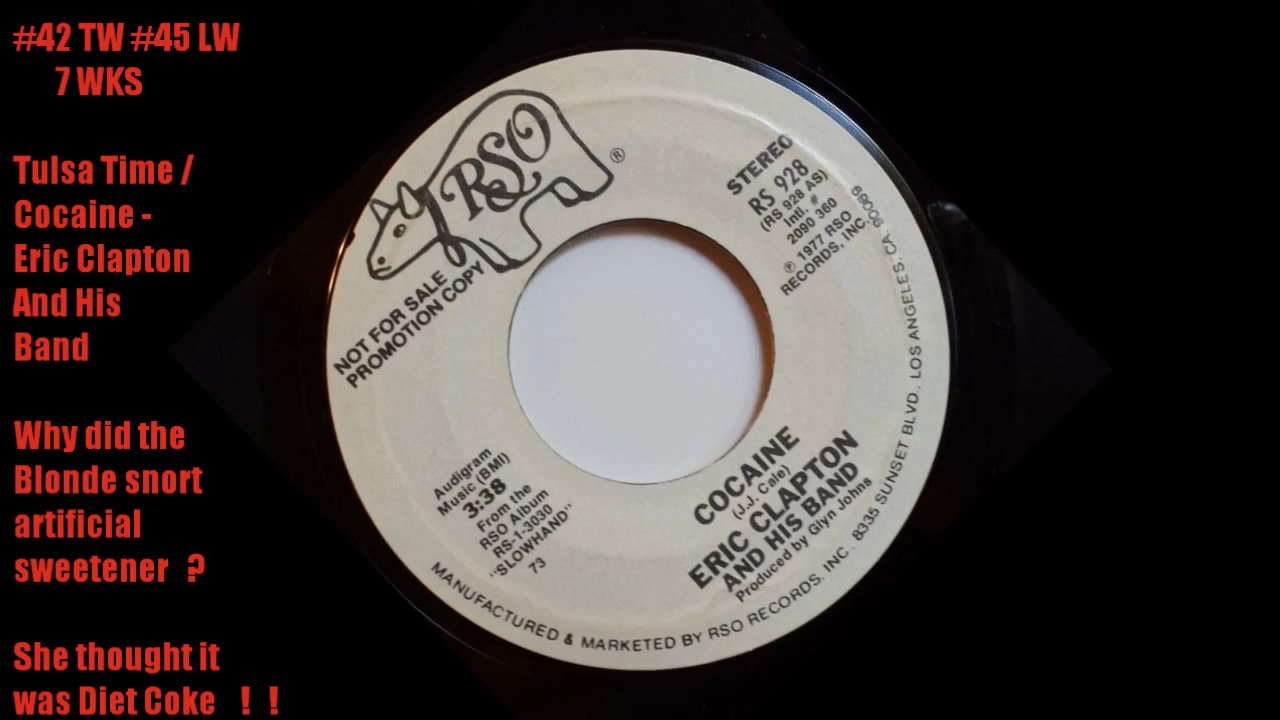 #42 TW #45 LW
7 WKS
Tulsa Time /
Cocaine -
Eric Clapton
And His
Band
Why did the
Blonde snort
artificial
sweetener ?
She thought it
was Diet Coke ! !
RSO
®
NOT FOR SALE
PROMOTION COPY
STEREO
RS 928
(RS 928 AS)
Intl. #
2090 360
℗ 1977 RSO
RECORDS, INC.
Audigram
Music (BMI)
3:38
From the
RSO Album
RS-1-3030
"SLOWHAND"
73
COCAINE
(J.J. Cale)
ERIC CLAPTON
AND HIS BAND
Produced by Glyn Johns
MANUFACTURED & MARKETED BY RSO RECORDS, INC. 8335 SUNSET BLVD., LOS ANGELES, CA. 90069